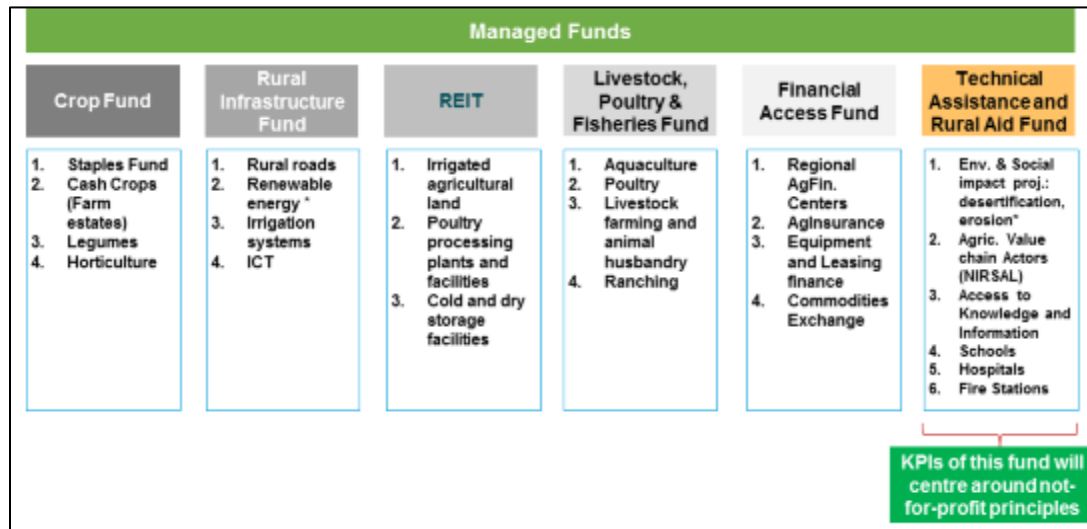 Managed Funds
Crop Fund
1. Staples Fund
2. Cash Crops
(Farm
estates)
3. Legumes
4. Horticulture
Rural
Infrastructure
Fund
1. Rural roads
2. Renewable
energy *
3. Irrigation
systems
4. ICT
REIT
1. Irrigated
agricultural
land
2. Poultry
processing
plants and
facilities
3. Cold and dry
storage
facilities
Livestock,
Poultry &
Fisheries Fund
1. Aquaculture
2. Poultry
3. Livestock
farming and
animal
husbandry
4. Ranching
Financial
Access Fund
1. Regional
AgFin.
Centers
2. AgInsurance
3. Equipment
and Leasing
finance
4. Commodities
Exchange
Technical
Assistance and
Rural Aid Fund
1. Env. & Social
impact proj.:
desertification,
erosion*
2. Agric. Value
chain Actors
(NIRSAL)
3. Access to
Knowledge and
Information
4. Schools
5. Hospitals
6. Fire Stations
KPIs of this fund will
centre around not-
for-profit principles